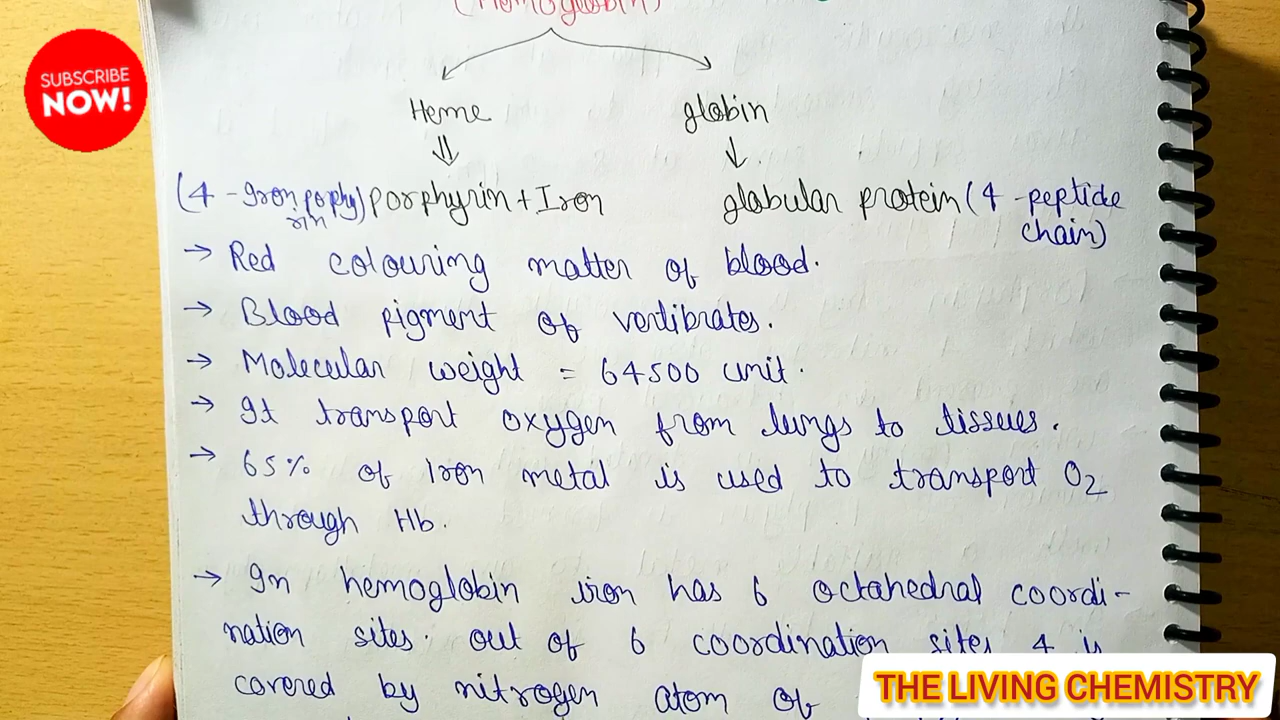 (Hemoglobin)
SUBSCRIBE
NOW!
Heme globin
(4 - Iron porphy) porphyrin + Iron globular protein (4 - peptide
rin chain)
→ Red colouring matter of blood.
→ Blood pigment of vertibrates.
→ Molecular weight = 64500 unit.
→ It transport oxygen from lungs to tissues.
→ 65% of Iron metal is used to transport O2
through Hb.
→ In hemoglobin iron has 6 octahedral coordi-
nation sites. out of 6 coordination sites 4 is
covered by nitrogen atom of
THE LIVING CHEMISTRY